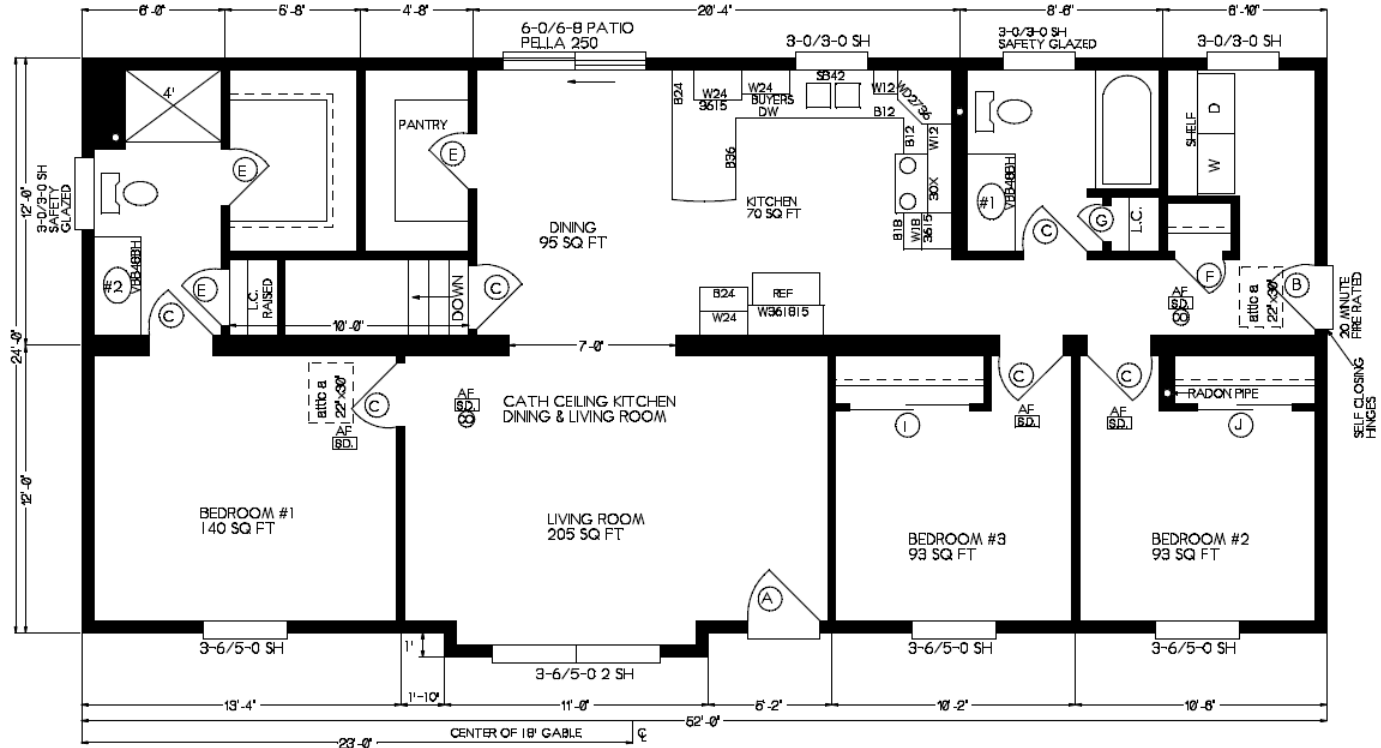 6'-0"
5'-8"
4'-8"
20'-4"
8'-6"
6'-10"
6-0/6-8 PATIO
PELLA 250
3-0/3-0 SH
3-0/3-0 SH
SAFETY GLAZED
3-0/3-0 SH
4'
PANTRY
E
E
B24
W24
3615
W24
BUYERS
DW
SB42
W12
B12
WD2736
B12
W12
B36
30X
B18
W18
3615
KITCHEN
70 SQ FT
DINING
95 SQ FT
#1
VBB48BH
C
G
L.C.
SHELF
D
W
F
3-0/3-0 SH
SAFETY
GLAZED
12'-0"
24'-0"
12'-0"
#2
VBB48BH
E
C
L.C.
RAISED
10'-0"
DOWN
C
B24
W24
REF
W361815
AF
S.D.
attic a
22"x30"
B
20 MINUTE
FIRE RATED
SELF CLOSING
HINGES
7'-0"
attic a
22"x30"
C
AF
S.D.
AF
S.D.
CATH CEILING KITCHEN
DINING & LIVING ROOM
C
AF
S.D.
C
AF
S.D.
RADON PIPE
I
J
BEDROOM #1
140 SQ FT
LIVING ROOM
205 SQ FT
BEDROOM #3
93 SQ FT
BEDROOM #2
93 SQ FT
A
3-6/5-0 SH
1'
3-6/5-0 2 SH
3-6/5-0 SH
3-6/5-0 SH
13'-4"
1'-10"
11'-0"
5'-2"
10'-2"
10'-6"
52'-0"
CENTER OF 18' GABLE
23'-0"